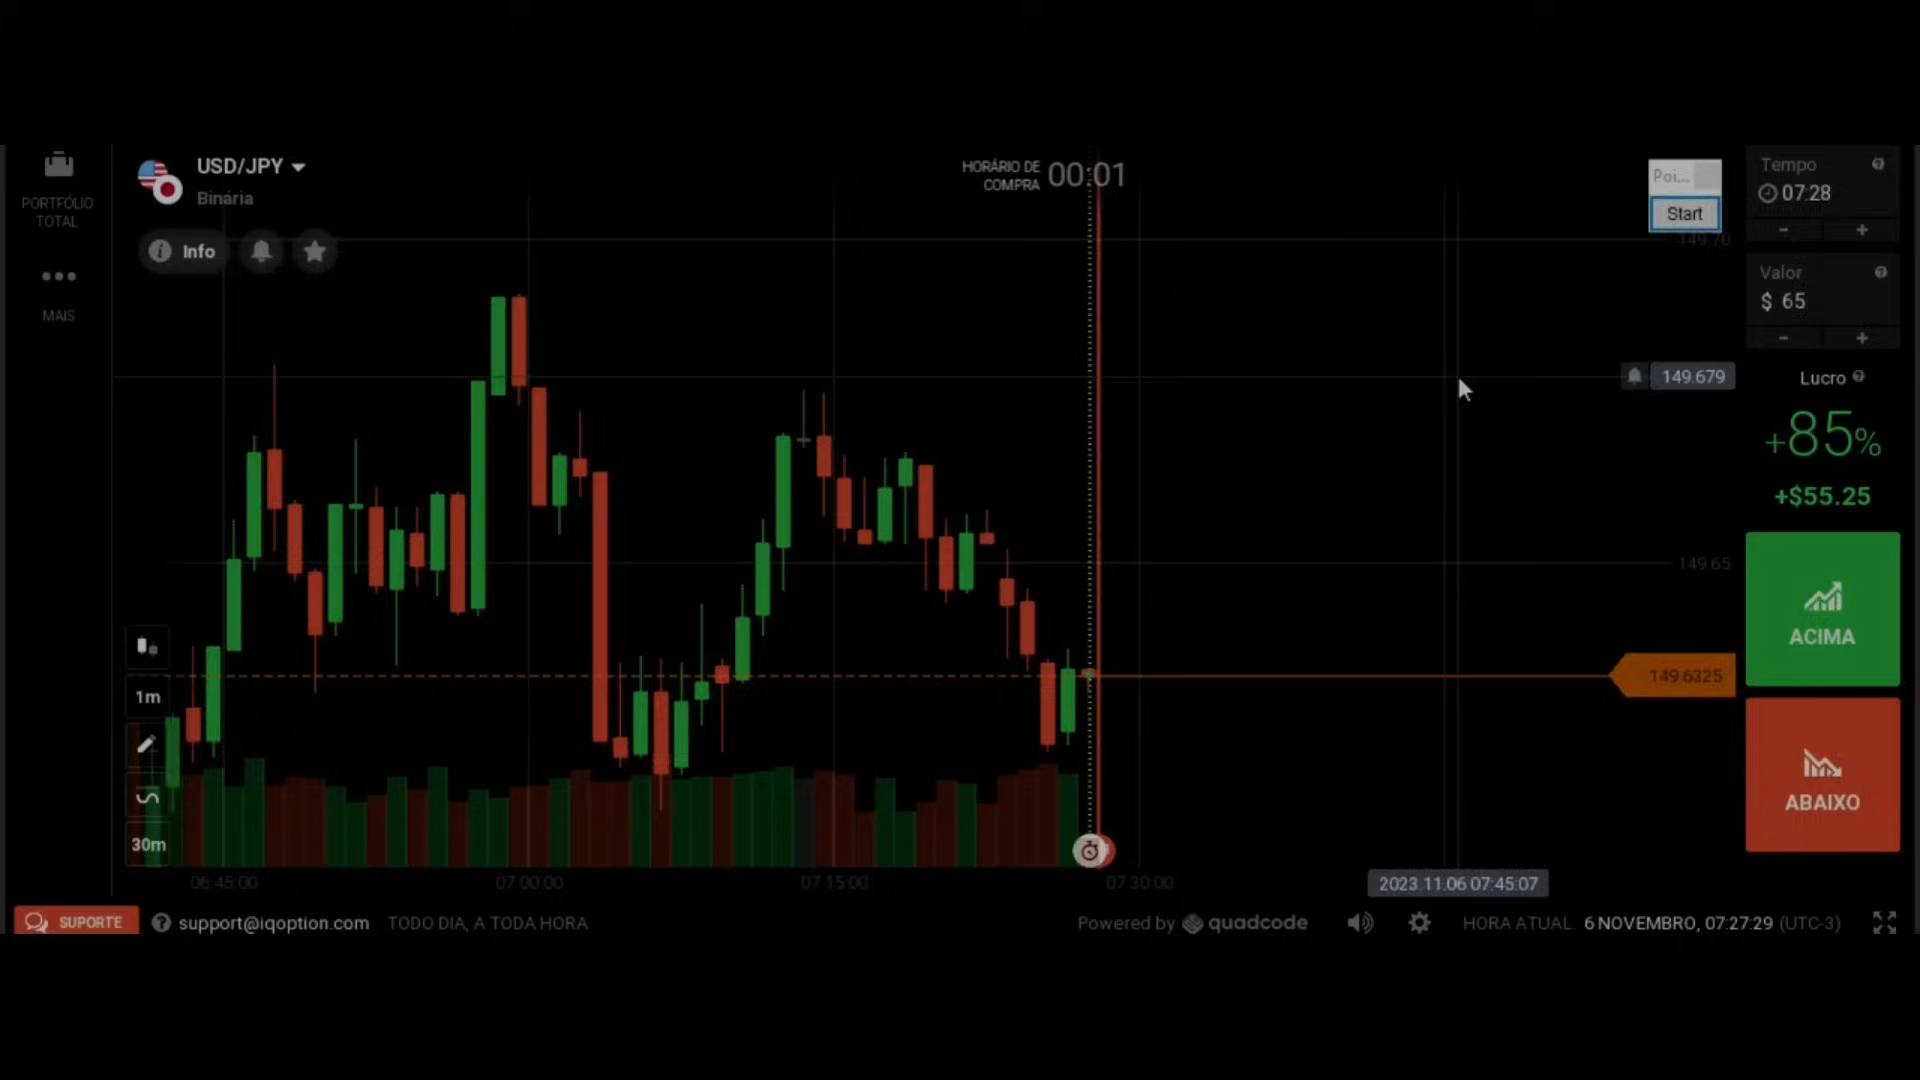 PORTFÓLIO
TOTAL
MAIS
USD/JPY
Binária
Info
HORÁRIO DE
COMPRA
00:01
Poi...
Start
149.70
149.679
149.65
149.6325
Tempo
07:28
- +
Valor
$ 65
- +
Lucro
+85%
+$55.25
ACIMA
ABAIXO
1m
30m
06:45:00
07:00:00
07:15:00
07:30:00
2023.11.06 07:45:07
SUPORTE
support@iqoption.com
TODO DIA, A TODA HORA
Powered by quadcode
HORA ATUAL: 6 NOVEMBRO, 07:27:29 (UTC-3)